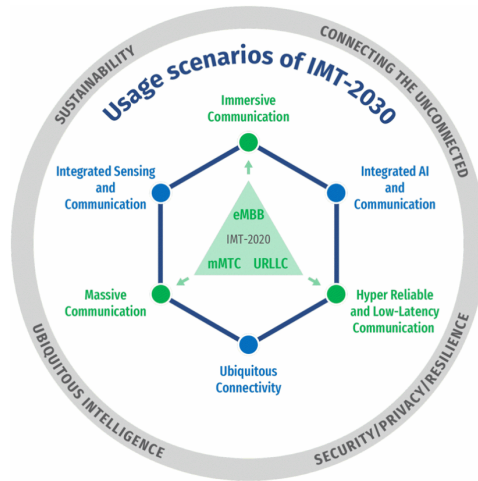 SUSTAINABILITY
CONNECTING THE UNCONNECTED
Usage scenarios of IMT-2030
Immersive
Communication
Integrated Sensing
and
Communication
Integrated AI
and
Communication
eMBB
IMT-2020
mMTC URLLC
Massive
Communication
Hyper Reliable
and Low-Latency
Communication
Ubiquitous
Connectivity
UBIQUITOUS INTELLIGENCE
SECURITY/PRIVACY/RESILIENCE